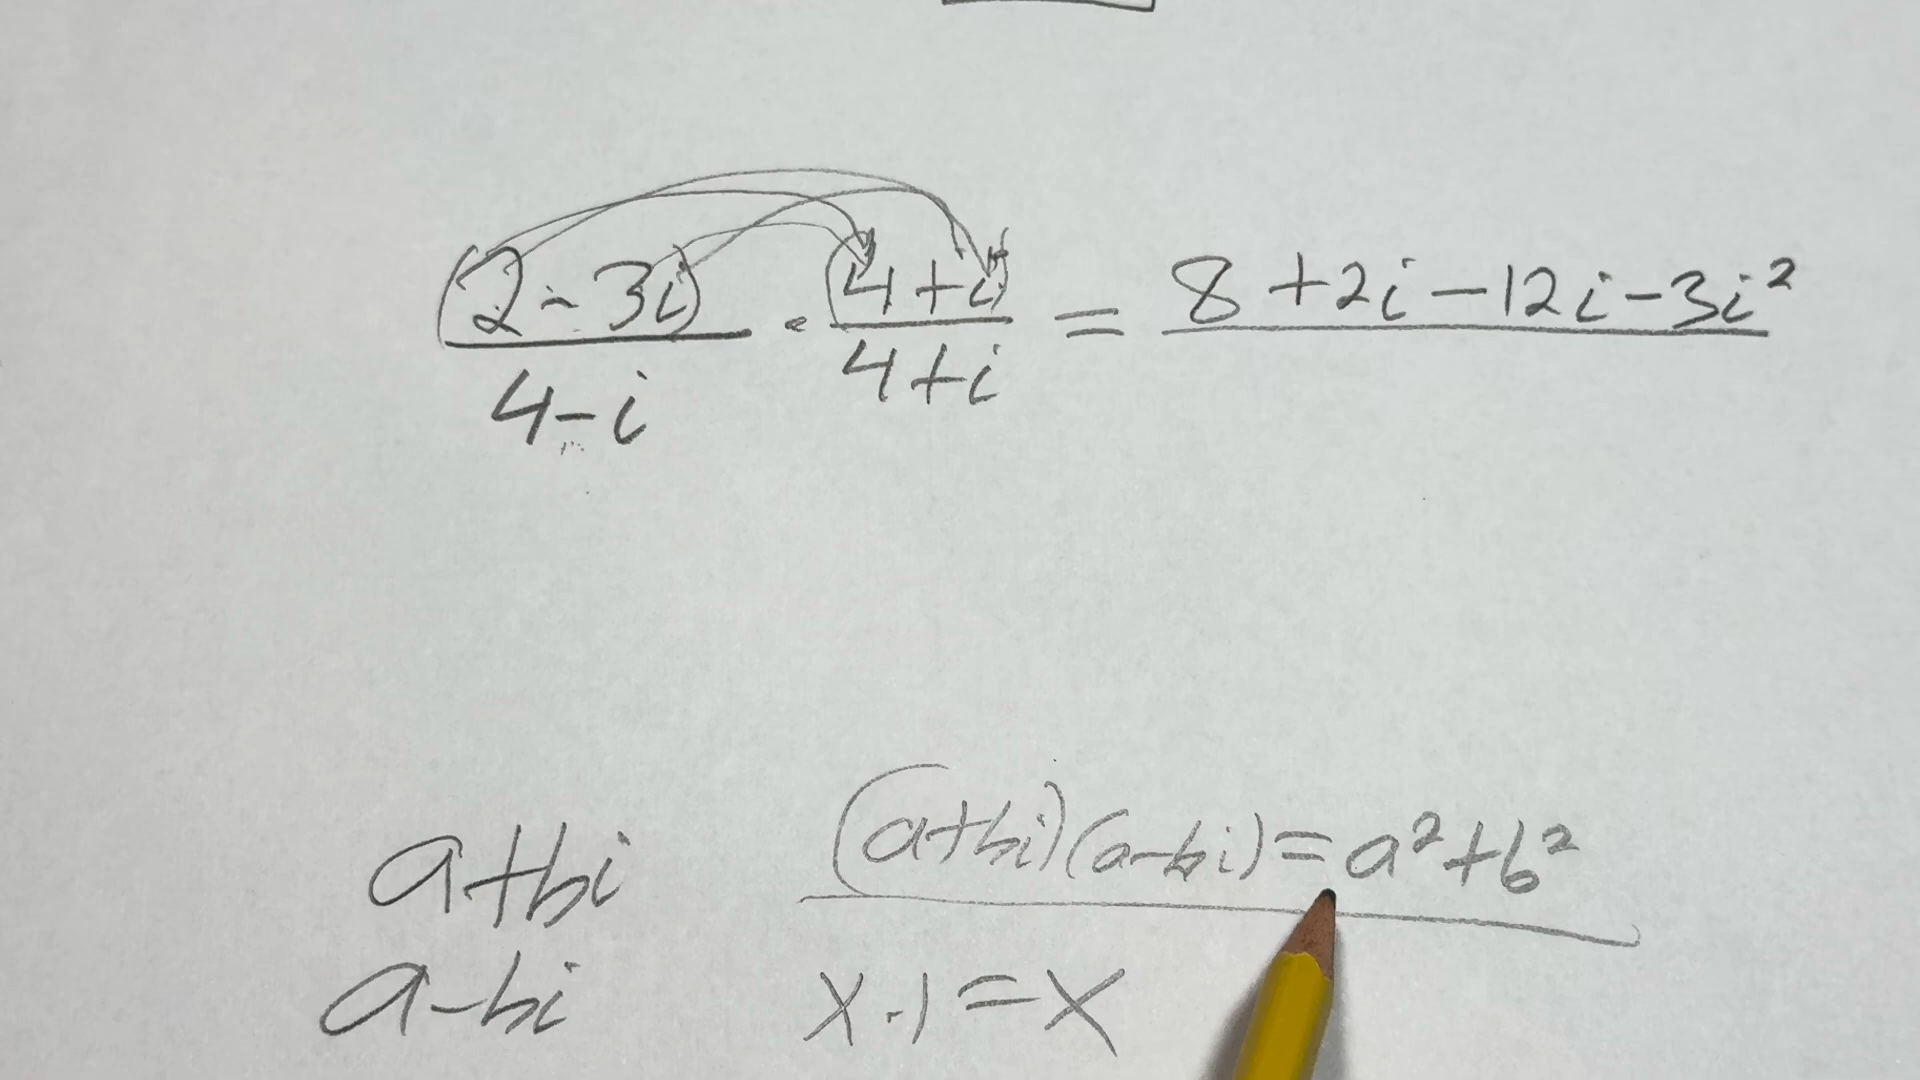 (2-3i) · (4+i) = 8+2i-12i-3i²
4-i 4+i
a+bi (a+bi)(a-bi)=a²+b²
a-bi x·1=x